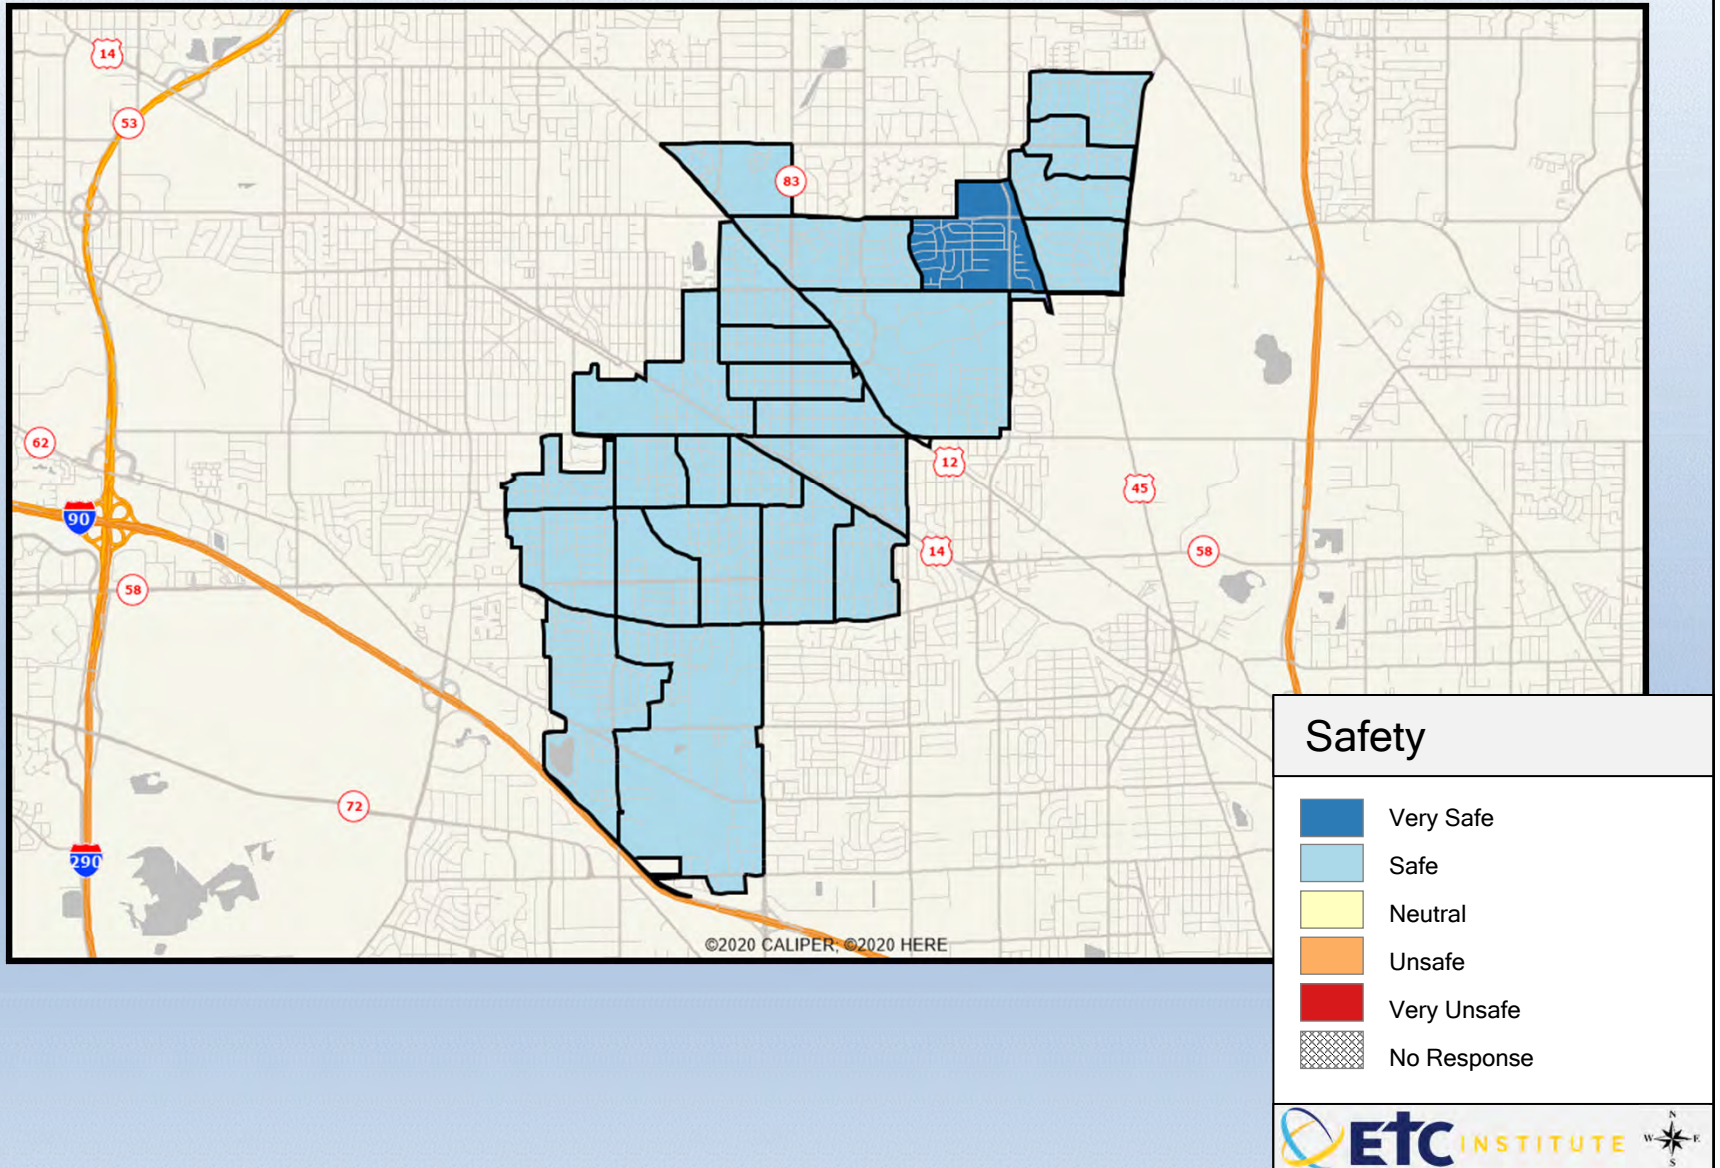 14
53
83
62
12
45
90
14
58
58
72
290
©2020 CALIPER; ©2020 HERE
Safety
Very Safe
Safe
Neutral
Unsafe
Very Unsafe
No Response
N
W E
S
ETC INSTITUTE